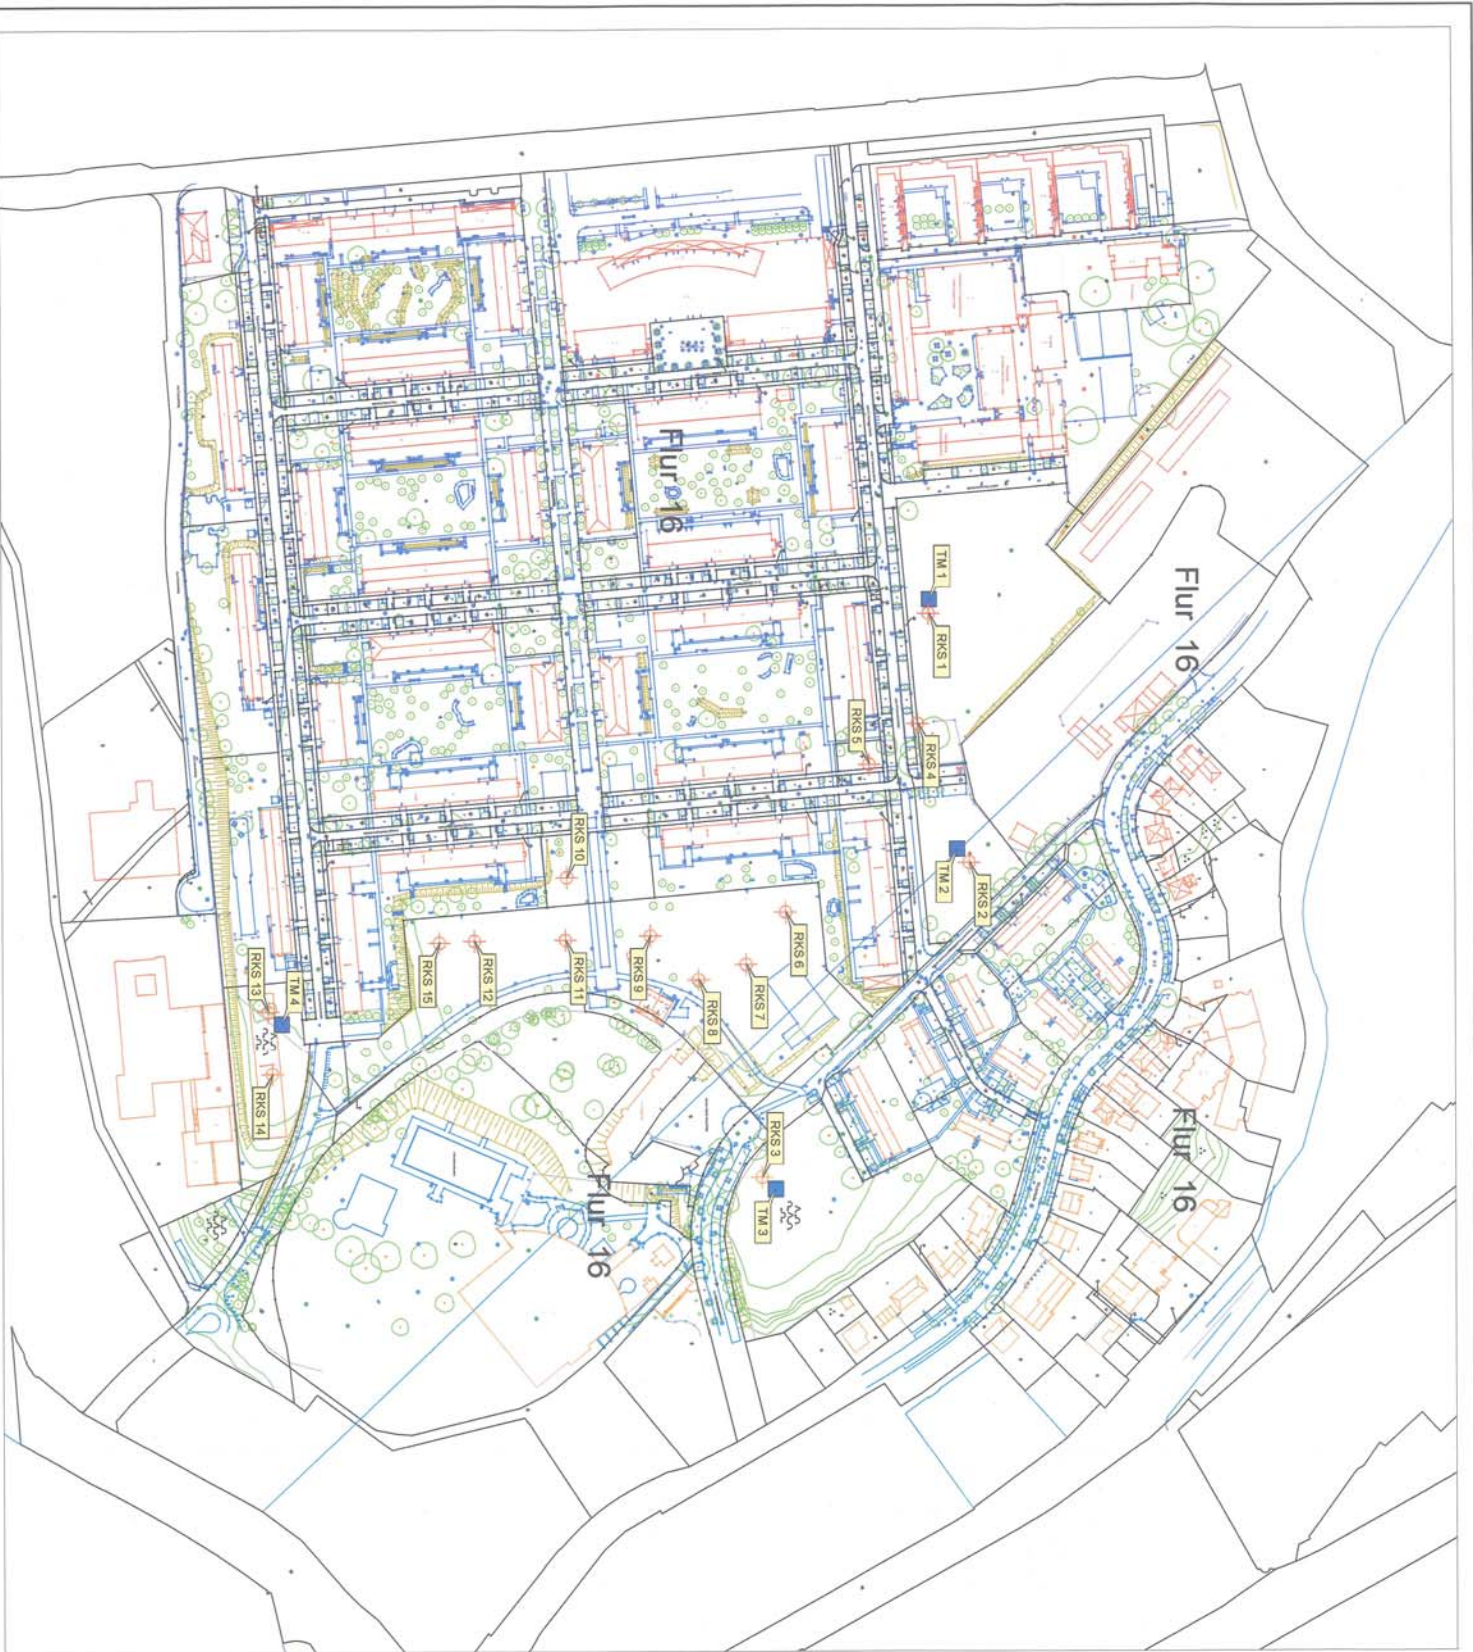 Flur 16
Flur 16
Flur 16
Flur 16
TM 1
RKS 1
RKS 5
RKS 4
RKS 10
TM 2
RKS 2
RKS 6
RKS 13
TM 4
RKS 15
RKS 12
RKS 11
RKS 9
RKS 8
RKS 7
RKS 14
RKS 3
TM 3